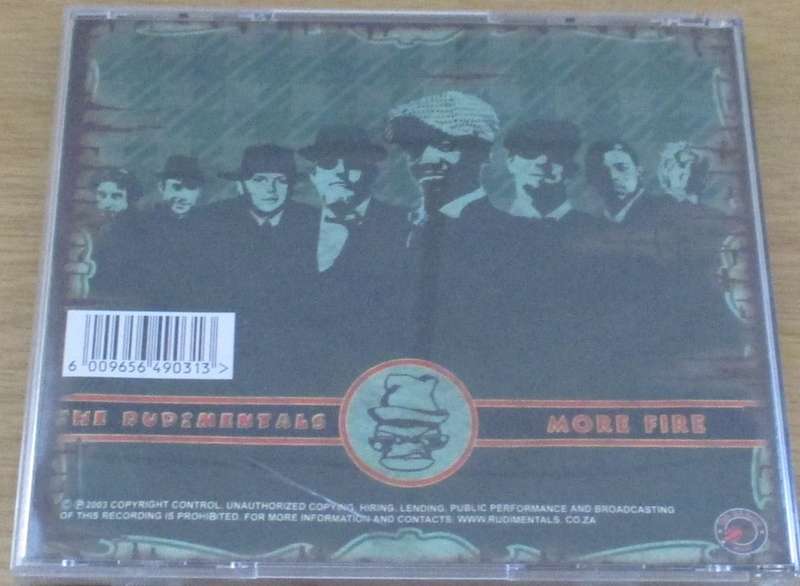 6 009656 490313 >
THE RUDIMENTALS
MORE FIRE
© ℗ 2003 COPYRIGHT CONTROL. UNAUTHORIZED COPYING, HIRING, LENDING, PUBLIC PERFORMANCE AND BROADCASTING
OF THIS RECORDING IS PROHIBITED. FOR MORE INFORMATION AND CONTACTS: WWW.RUDIMENTALS.CO.ZA